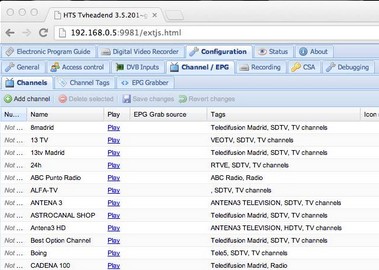 HTS Tvheadend 3.5.201~g
192.168.0.5:9981/extjs.html
Electronic Program Guide Digital Video Recorder Configuration Status About
General Access control DVB Inputs Channel / EPG Recording CSA Debugging
Channels Channel Tags EPG Grabber
Add channel Delete selected Save changes Revert changes
Nu... Name Play EPG Grab source Tags Icon
Not ... 8madrid Play Teledifusion Madrid, SDTV, TV channels
Not ... 13 TV Play VEOTV, SDTV, TV channels
Not ... 13tv Madrid Play Teledifusion Madrid, SDTV, TV channels
Not ... 24h Play RTVE, SDTV, TV channels
Not ... ABC Punto Radio Play ABC Radio, Radio
Not ... ALFA-TV Play , SDTV, TV channels
Not ... ANTENA 3 Play ANTENA3 TELEVISION, SDTV, TV channels
Not ... ASTROCANAL SHOP Play Teledifusion Madrid, SDTV, TV channels
Not ... Antena3 HD Play ANTENA3 TELEVISION, HDTV, TV channels
Not ... Best Option Channel Play Teledifusion Madrid, SDTV, TV channels
Not ... Boing Play Tele5, SDTV, TV channels
Not ... CADENA 100 Play Teledifusion Madrid, Radio